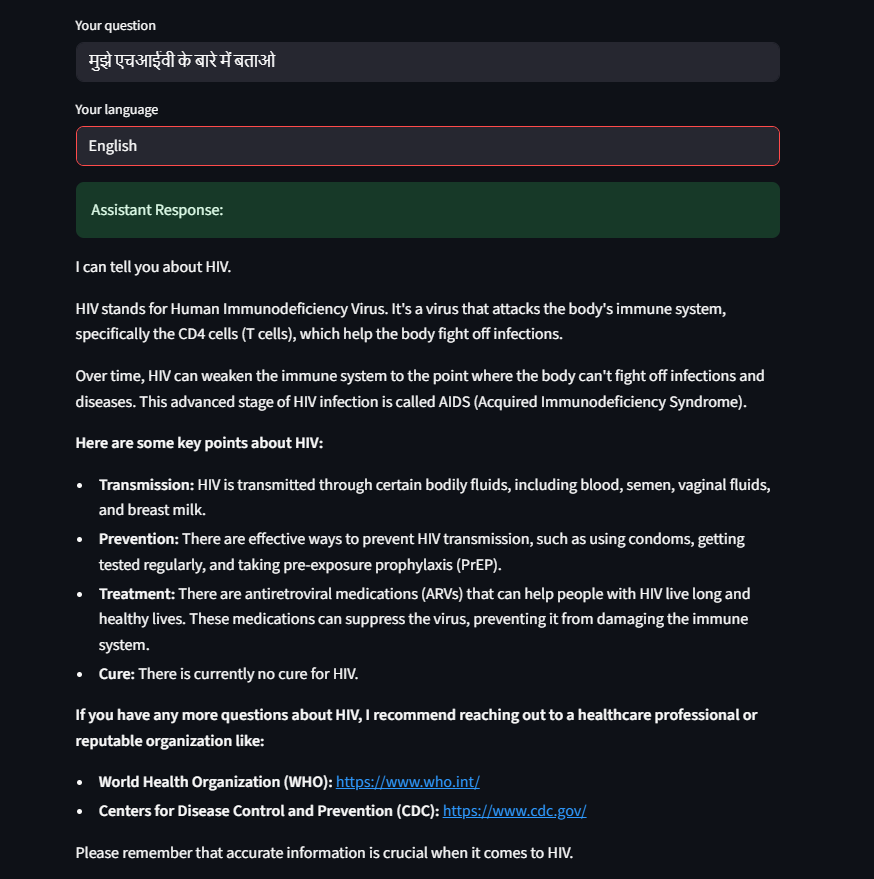 Your question
मुझे एचआईवी के बारे में बताओ
Your language
English
Assistant Response:
I can tell you about HIV.
HIV stands for Human Immunodeficiency Virus. It's a virus that attacks the body's immune system,
specifically the CD4 cells (T cells), which help the body fight off infections.
Over time, HIV can weaken the immune system to the point where the body can't fight off infections and
diseases. This advanced stage of HIV infection is called AIDS (Acquired Immunodeficiency Syndrome).
Here are some key points about HIV:
• Transmission: HIV is transmitted through certain bodily fluids, including blood, semen, vaginal fluids,
and breast milk.
• Prevention: There are effective ways to prevent HIV transmission, such as using condoms, getting
tested regularly, and taking pre-exposure prophylaxis (PrEP).
• Treatment: There are antiretroviral medications (ARVs) that can help people with HIV live long and
healthy lives. These medications can suppress the virus, preventing it from damaging the immune
system.
• Cure: There is currently no cure for HIV.
If you have any more questions about HIV, I recommend reaching out to a healthcare professional or
reputable organization like:
• World Health Organization (WHO): https://www.who.int/
• Centers for Disease Control and Prevention (CDC): https://www.cdc.gov/
Please remember that accurate information is crucial when it comes to HIV.